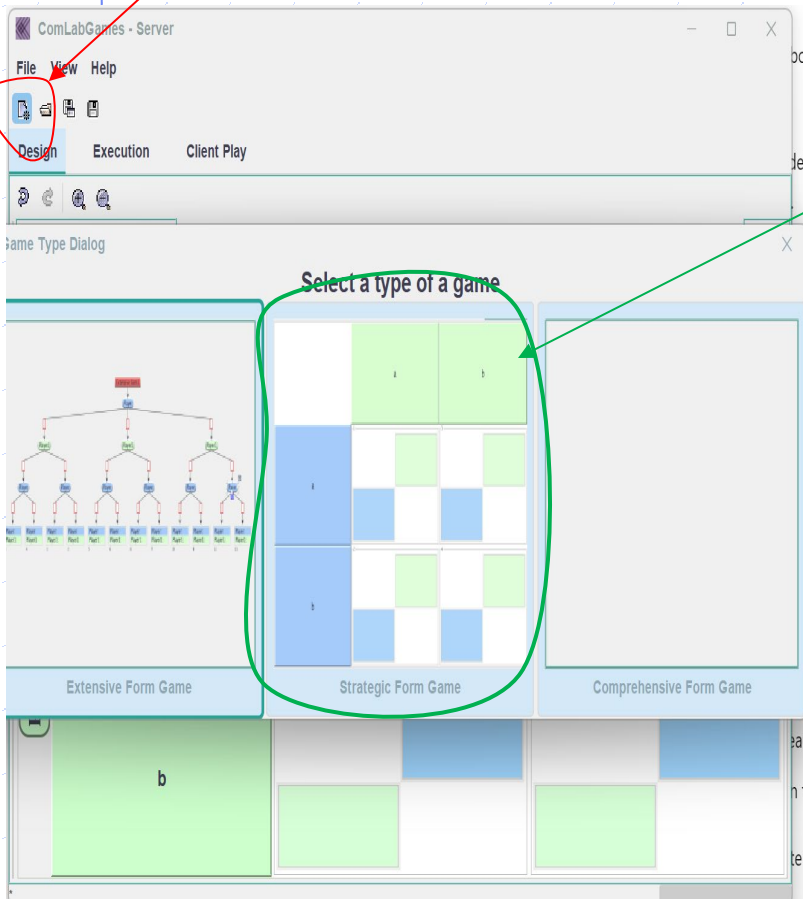 ComLabGames - Server
File View Help
Design Execution Client Play
Game Type Dialog
Select a type of a game
a b
a
b
Extensive Form Game Strategic Form Game Comprehensive Form Game
b